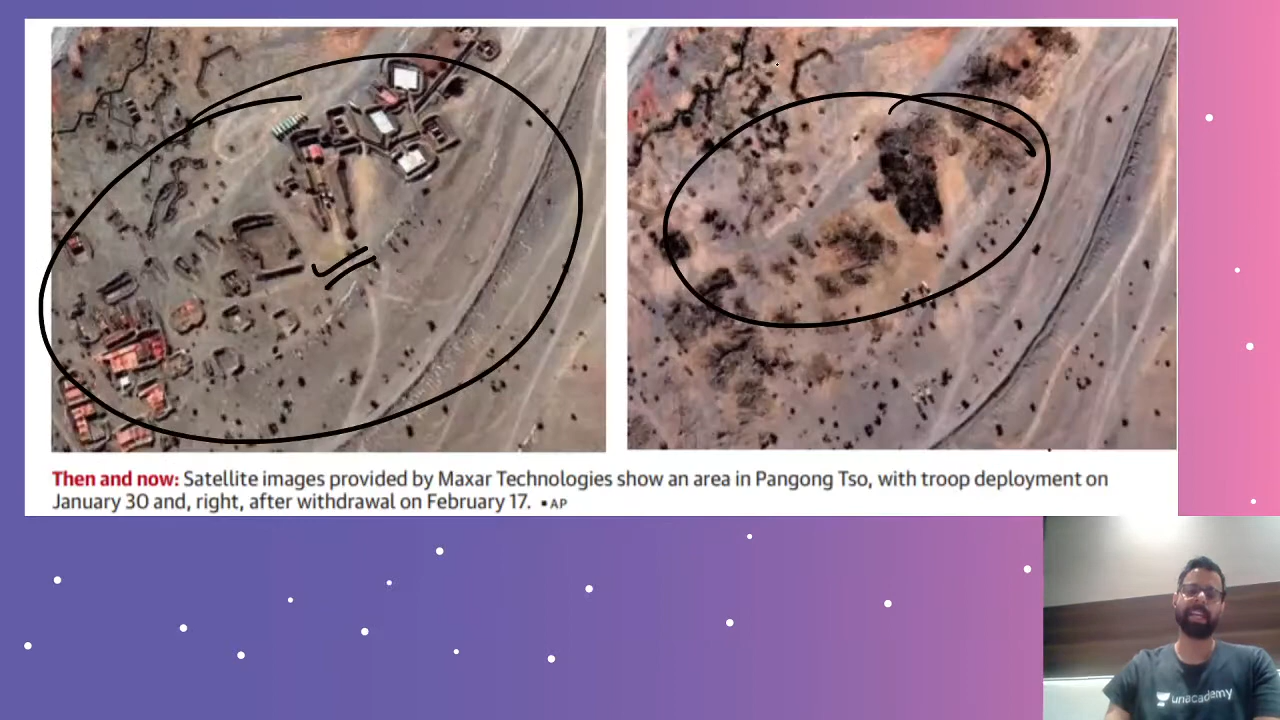 Then and now: Satellite images provided by Maxar Technologies show an area in Pangong Tso, with troop deployment on
January 30 and, right, after withdrawal on February 17. ▪ AP
unacademy